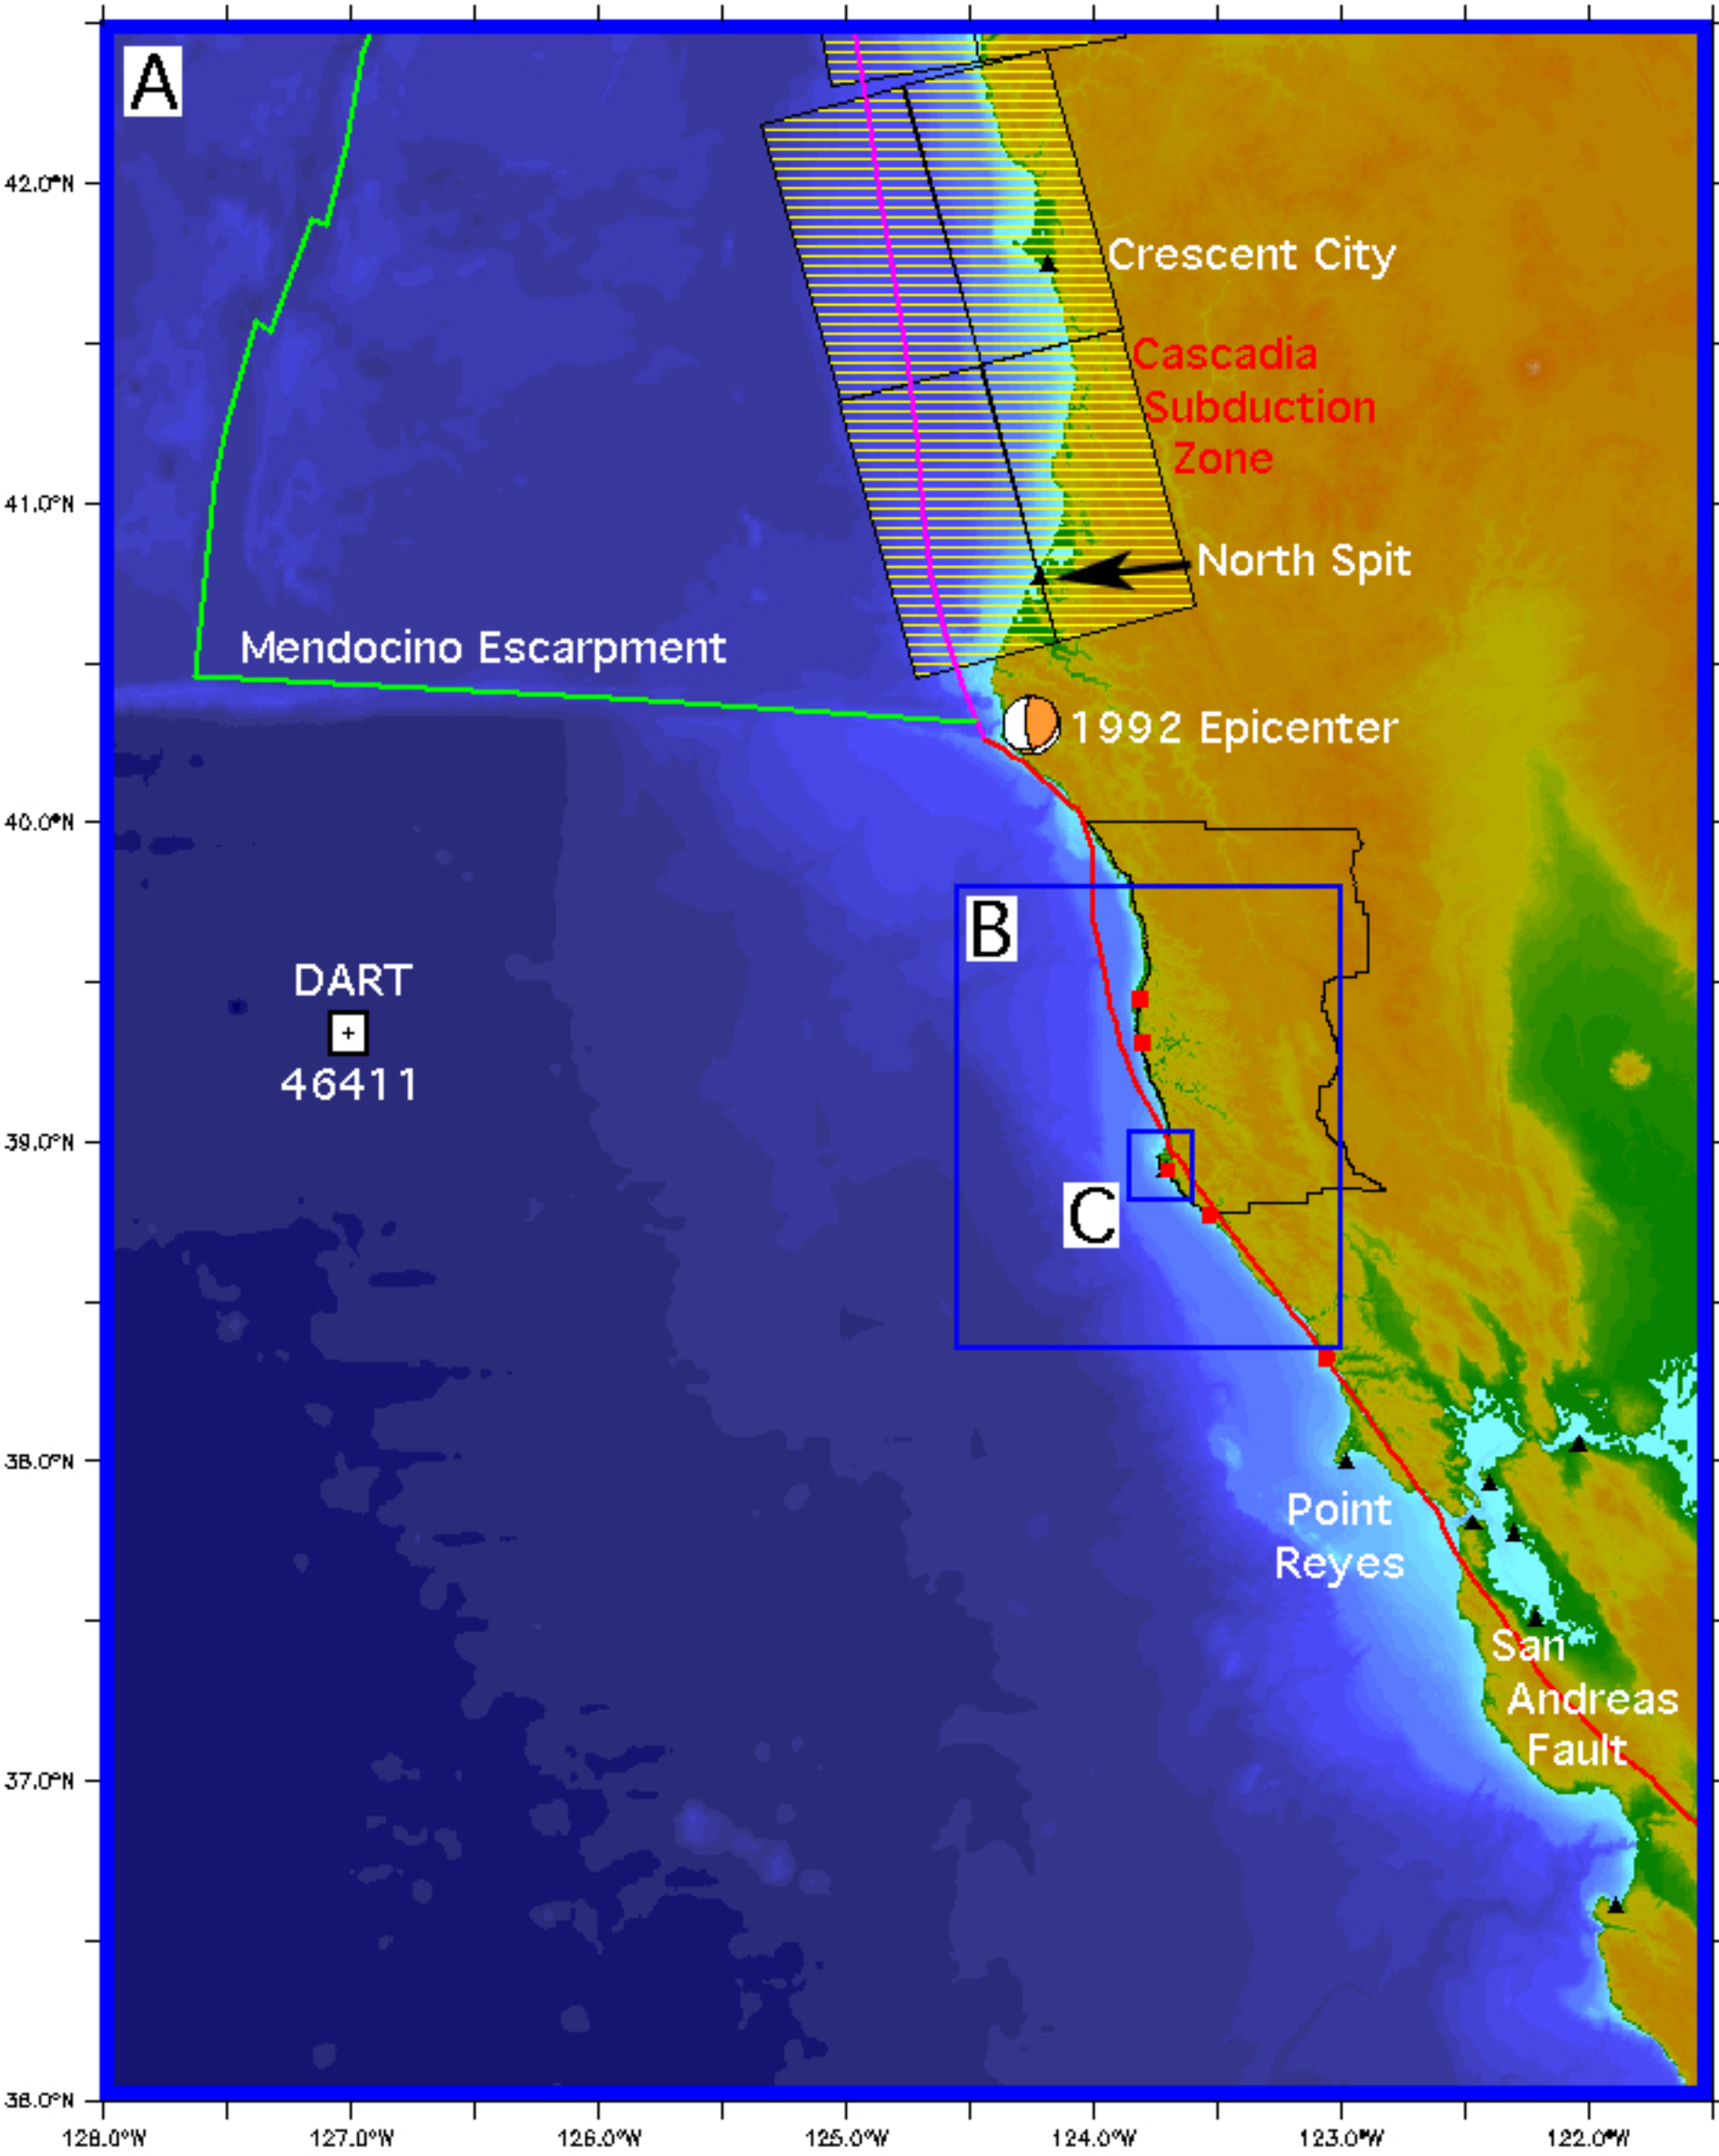 A
42.0°N
Crescent City
Cascadia
Subduction
Zone
41.0°N
North Spit
Mendocino Escarpment
1992 Epicenter
40.0°N
B
DART
46411
39.0°N
C
38.0°N
Point
Reyes
San
Andreas
Fault
37.0°N
36.0°N
128.0°W 127.0°W 126.0°W 125.0°W 124.0°W 123.0°W 122.0°W